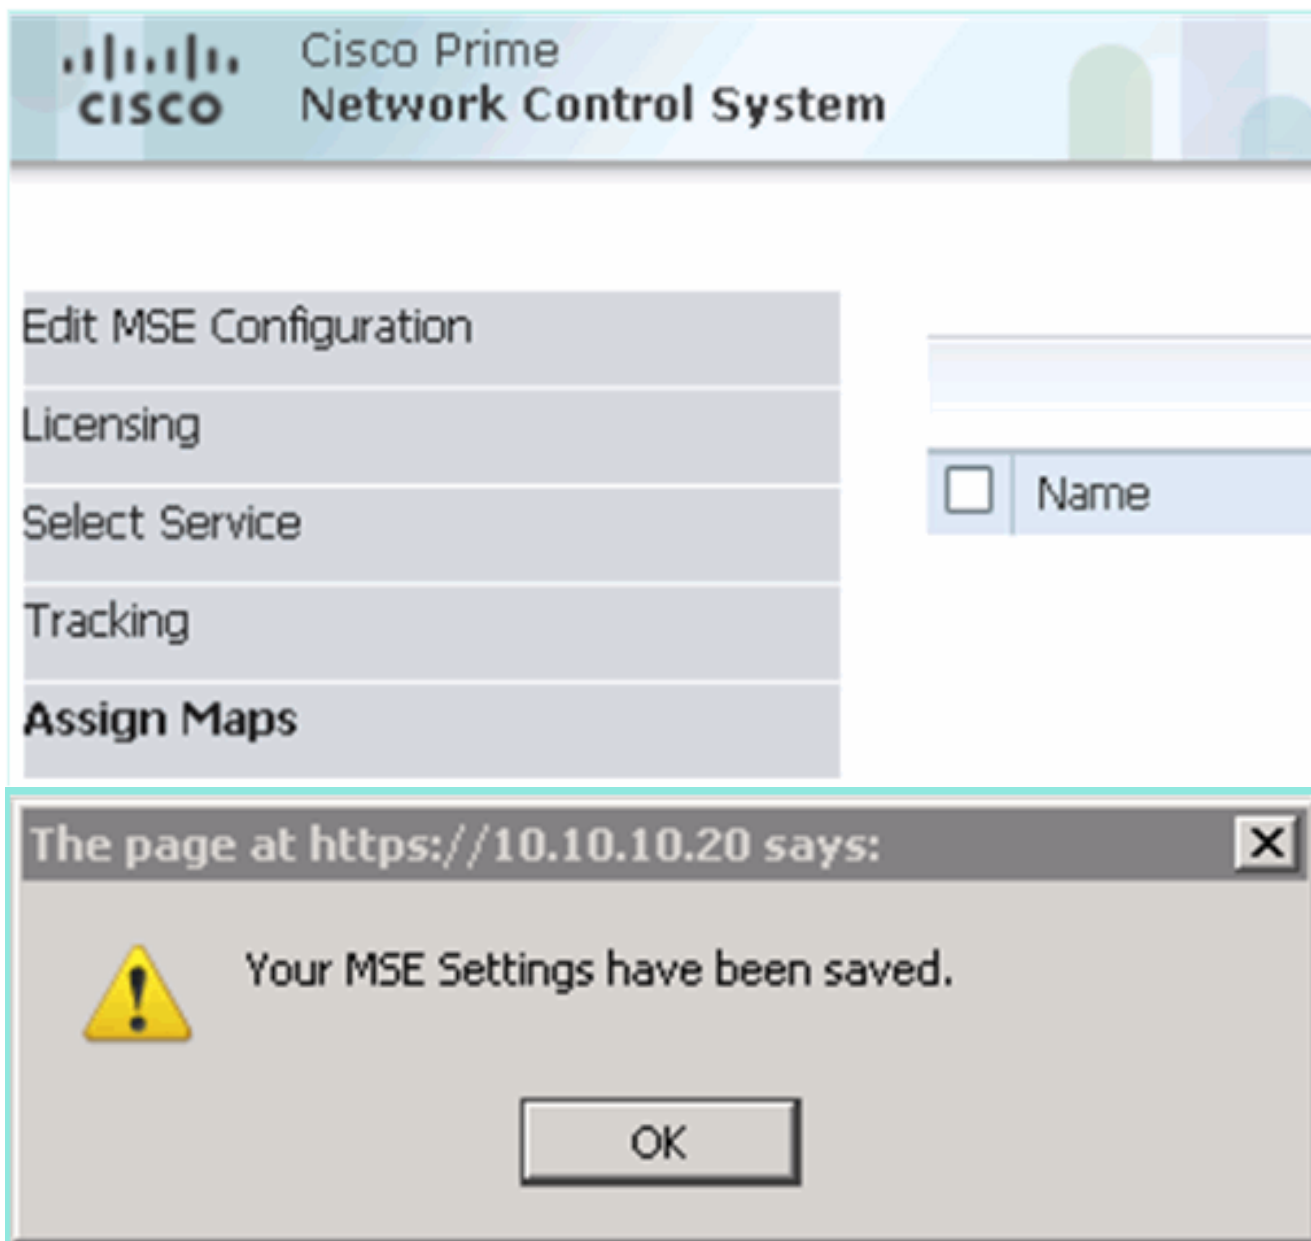 Cisco Prime
CISCO
Network Control System
Edit MSE Configuration
Licensing
Select Service
Tracking
Assign Maps
Name
The page at https://10.10.10.20 says:
Your MSE Settings have been saved.
OK